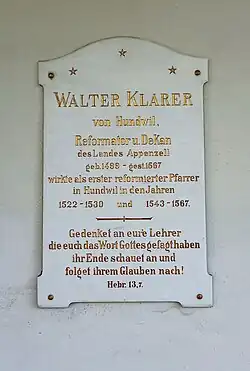 WALTER KLARER
von Hundwil.
Reformator u. Dekan
des Landes Appenzell
geb. 1488 - gest. 1567
wirkte als erster reformierter Pfarrer
in Hundwil in den Jahren
1522-1530 und 1543-1567.
Gedenket an eure Lehrer
die euch das Wort Gottes gesagt haben
ihr Ende schauet an und
folget ihrem Glauben nach!
Hebr. 13,7.